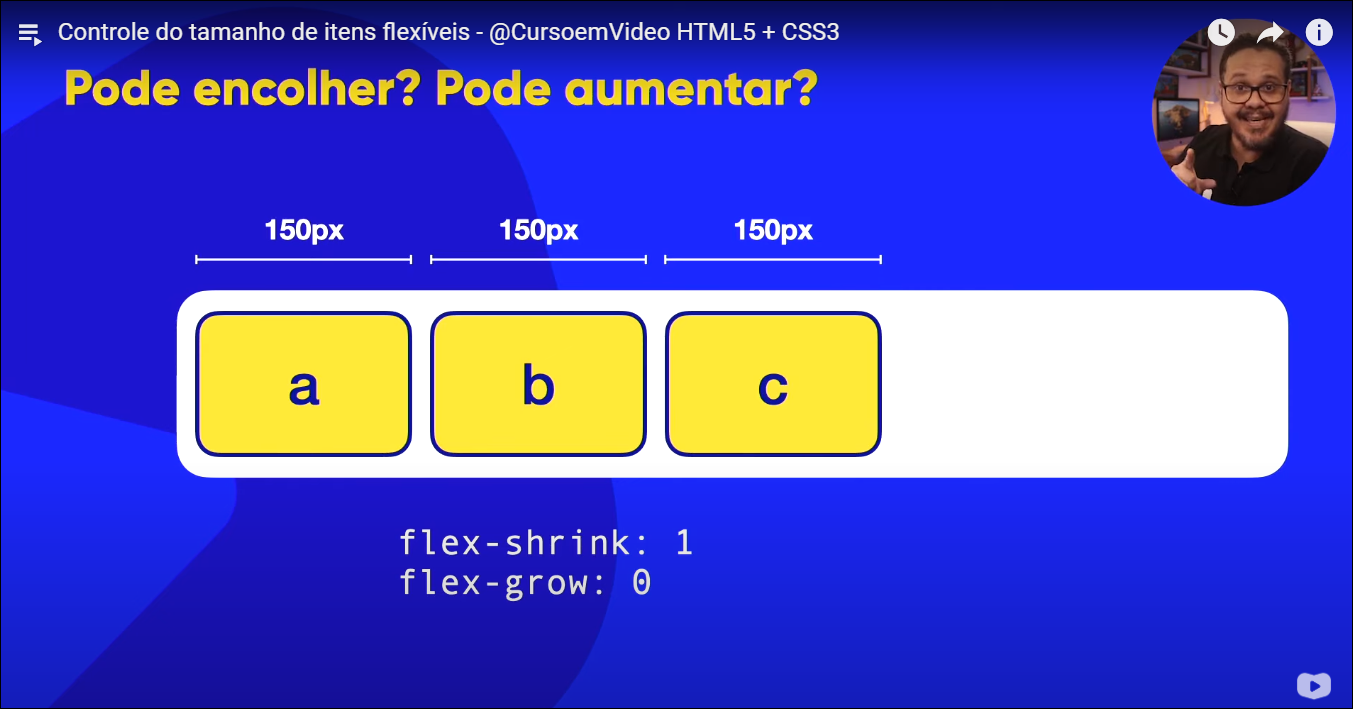 Controle do tamanho de itens flexíveis - @CursoemVideo HTML5 + CSS3
Pode encolher? Pode aumentar?
150px 150px 150px
a b c
flex-shrink: 1
flex-grow: 0